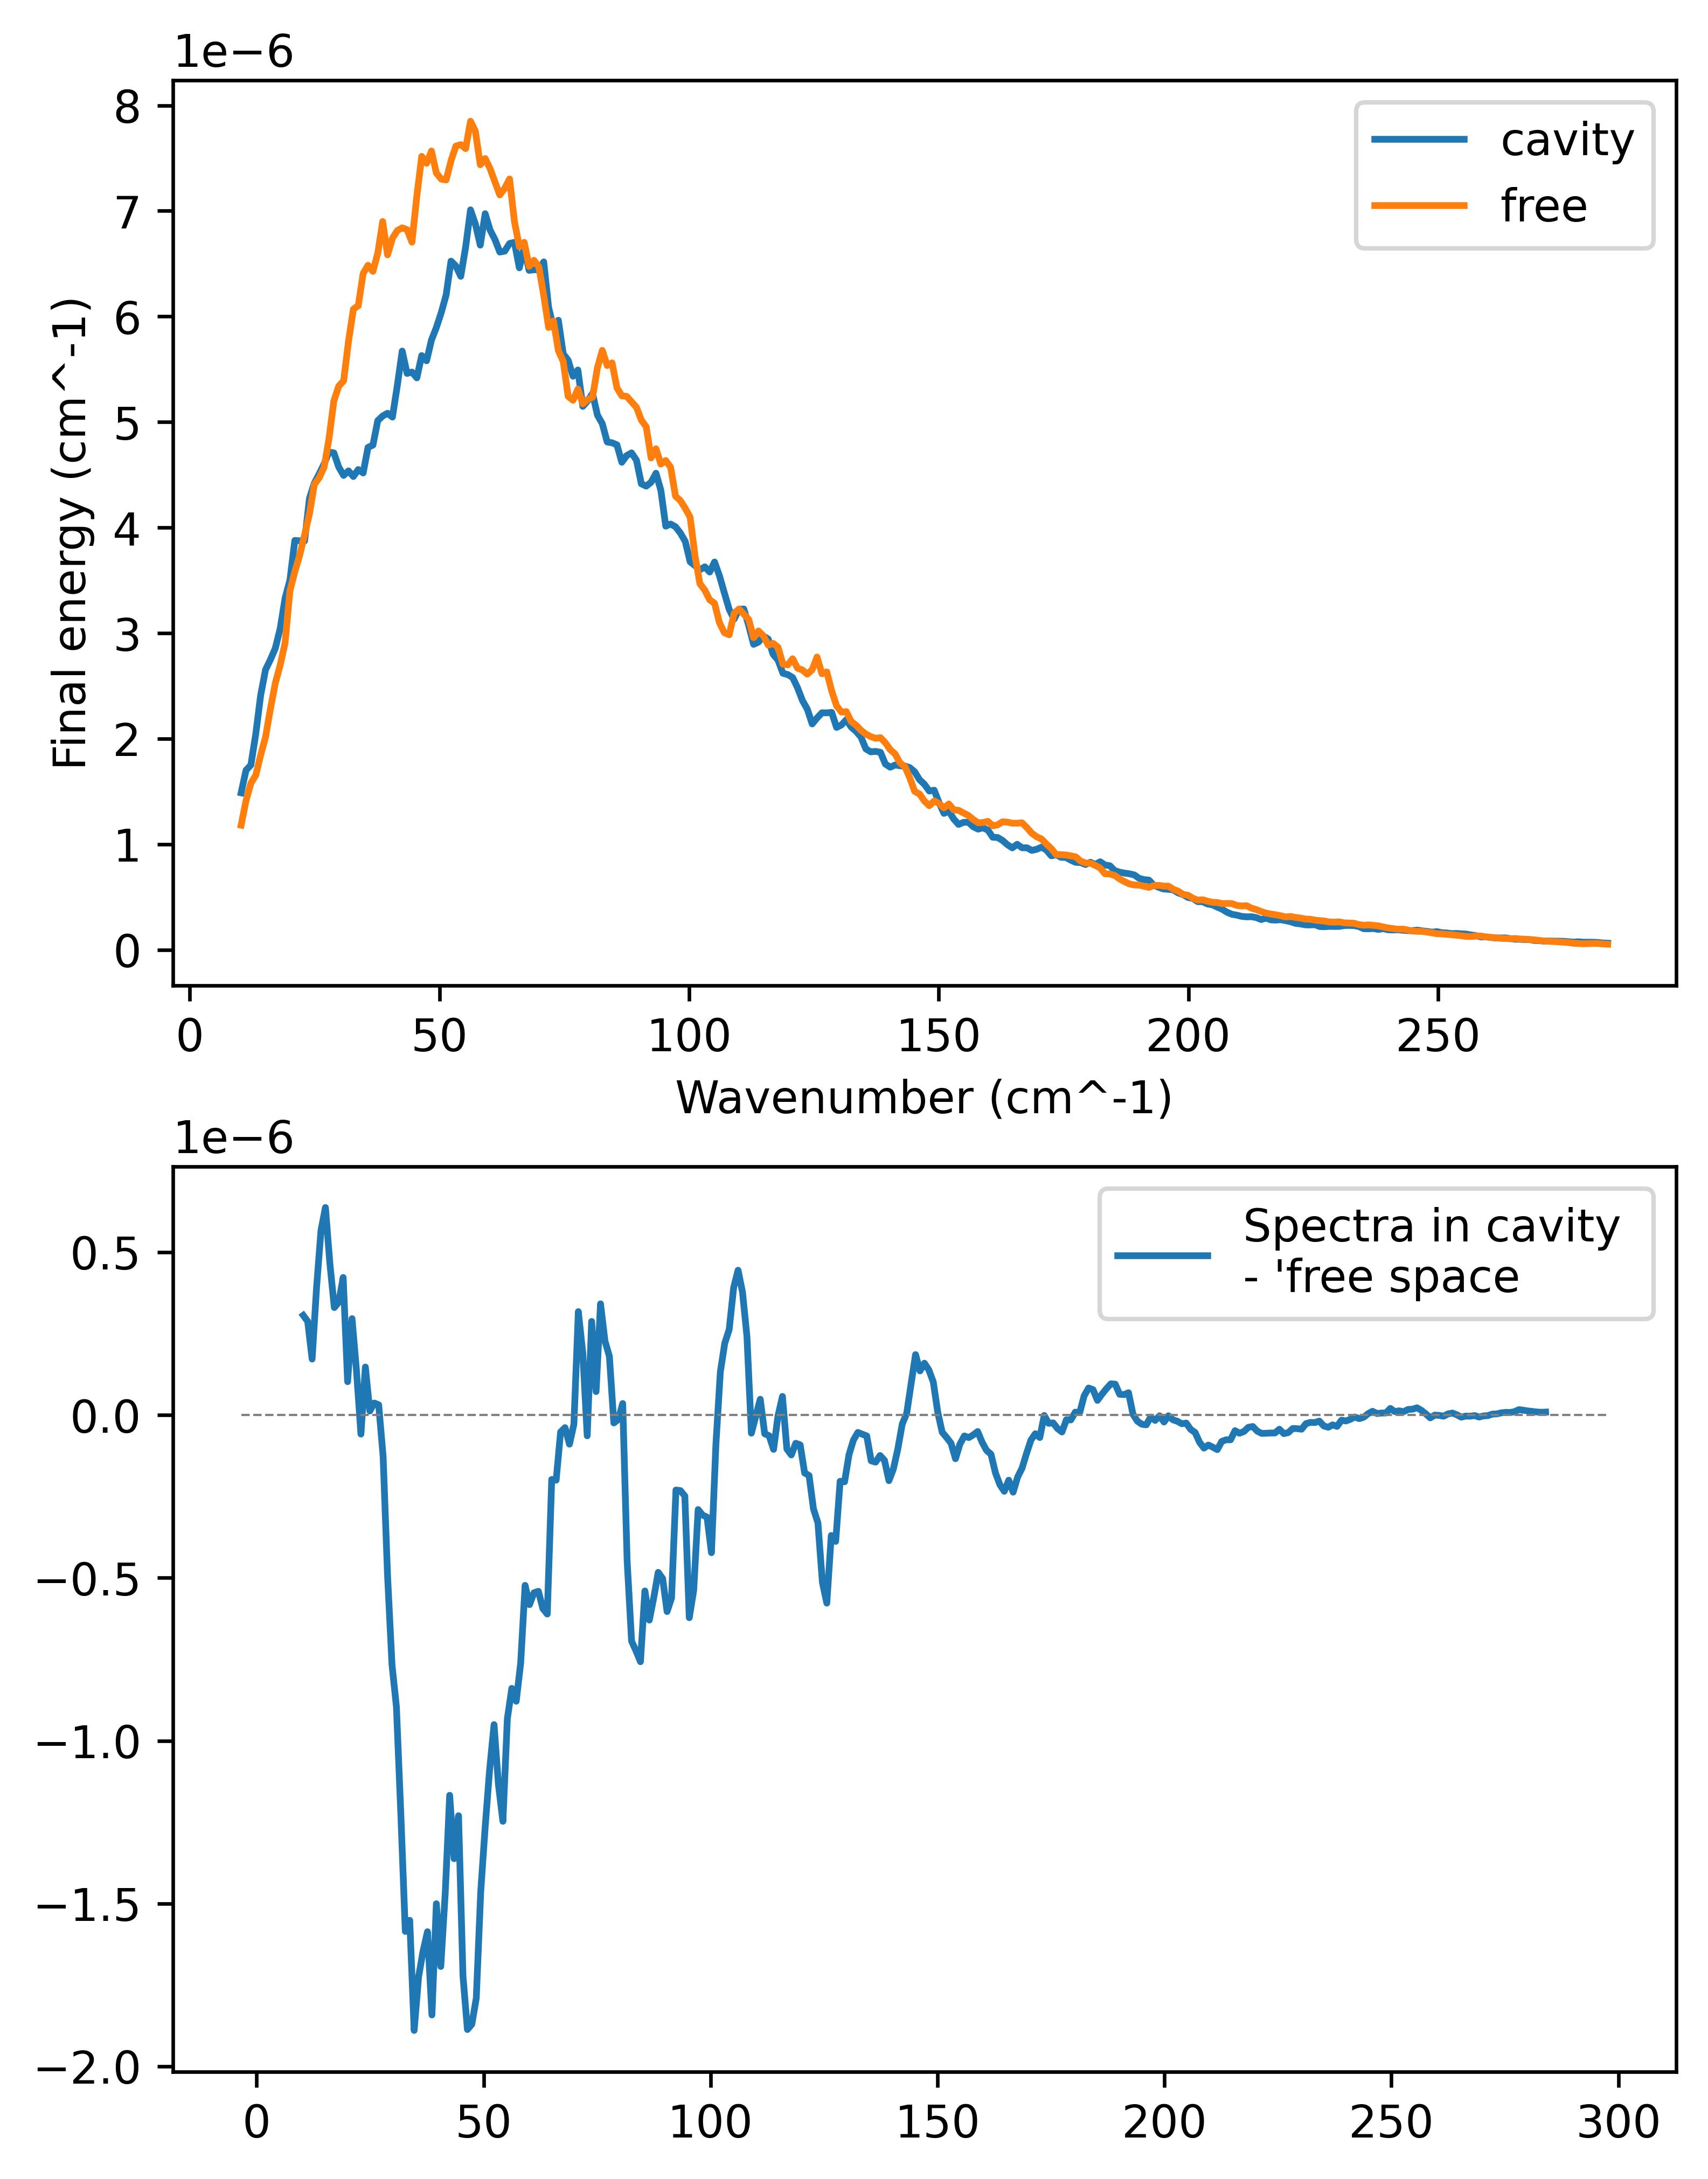 1e−6
8
7
6
5
4
3
2
1
0
Final energy (cm^-1)
cavity
free
0 50 100 150 200 250
Wavenumber (cm^-1)
1e−6
0.5
0.0
−0.5
−1.0
−1.5
−2.0
Spectra in cavity
- 'free space
0 50 100 150 200 250 300